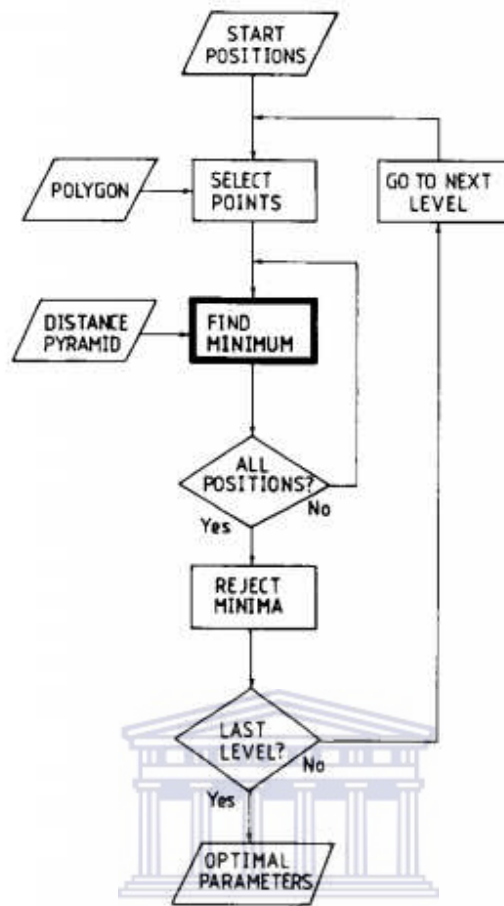 START
POSITIONS
POLYGON
SELECT
POINTS
GO TO NEXT
LEVEL
DISTANCE
PYRAMID
FIND
MINIMUM
ALL
POSITIONS?
No
Yes
REJECT
MINIMA
LAST
LEVEL?
No
Yes
OPTIMAL
PARAMETERS